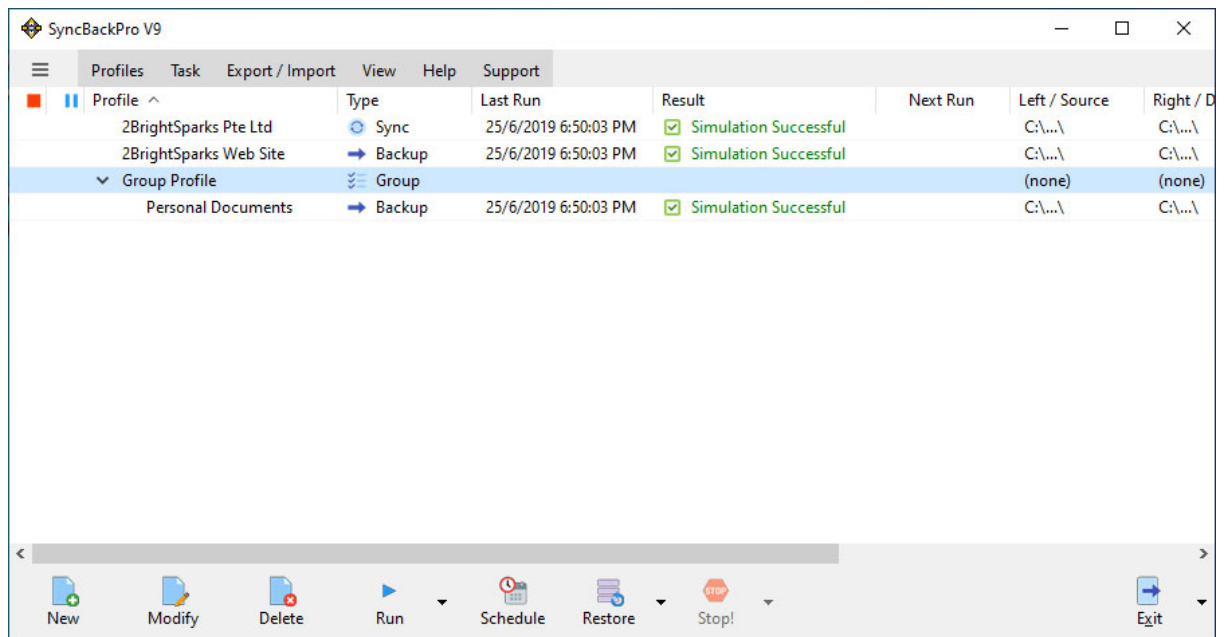 SyncBackPro V9
Profiles Task Export / Import View Help Support
Profile Type Last Run Result Next Run Left / Source Right / D
2BrightSparks Pte Ltd Sync 25/6/2019 6:50:03 PM Simulation Successful C:\...\ C:\...\
2BrightSparks Web Site Backup 25/6/2019 6:50:03 PM Simulation Successful C:\...\ C:\...\
Group Profile Group (none) (none)
Personal Documents Backup 25/6/2019 6:50:03 PM Simulation Successful C:\...\ C:\...\
STOP
New Modify Delete Run Schedule Restore Stop! Exit